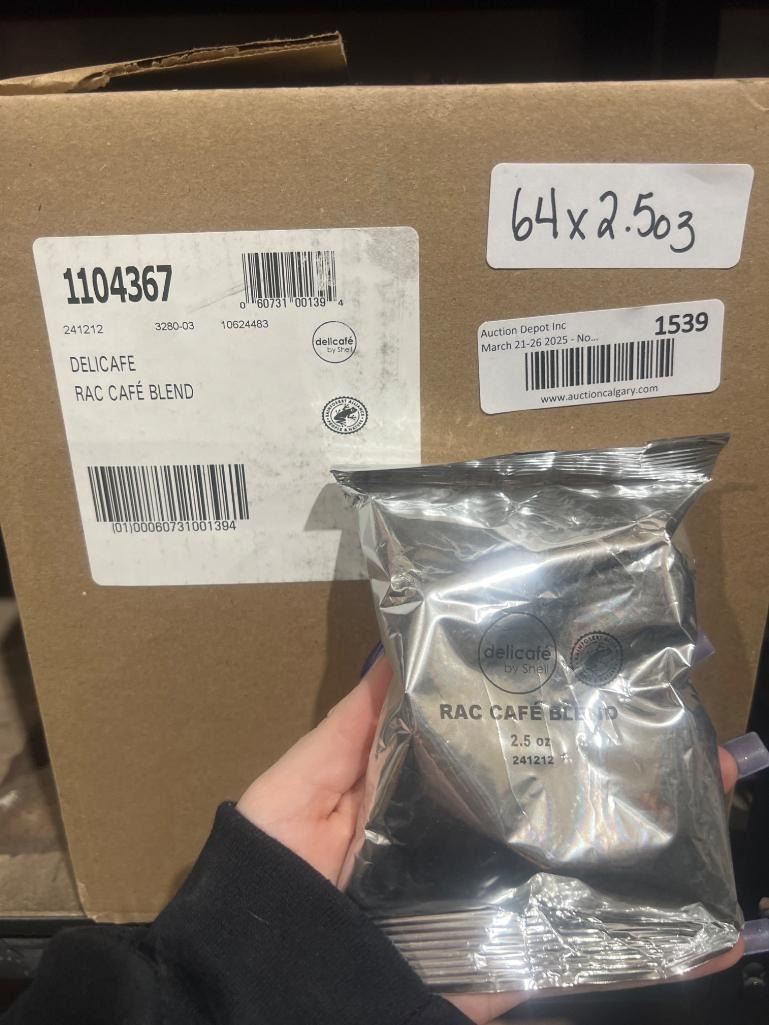 64 x 2.5oz
1104367
0 60731 00139 4
241212 3280-03 10624483
delicafé
by Shell
DELICAFE
RAC CAFÉ BLEND
(01)00060731001394
Auction Depot Inc 1539
March 21-26 2025 - No...
www.auctioncalgary.com
delicafé
by Shell
RAC CAFÉ BLEND
2.5 oz
241212